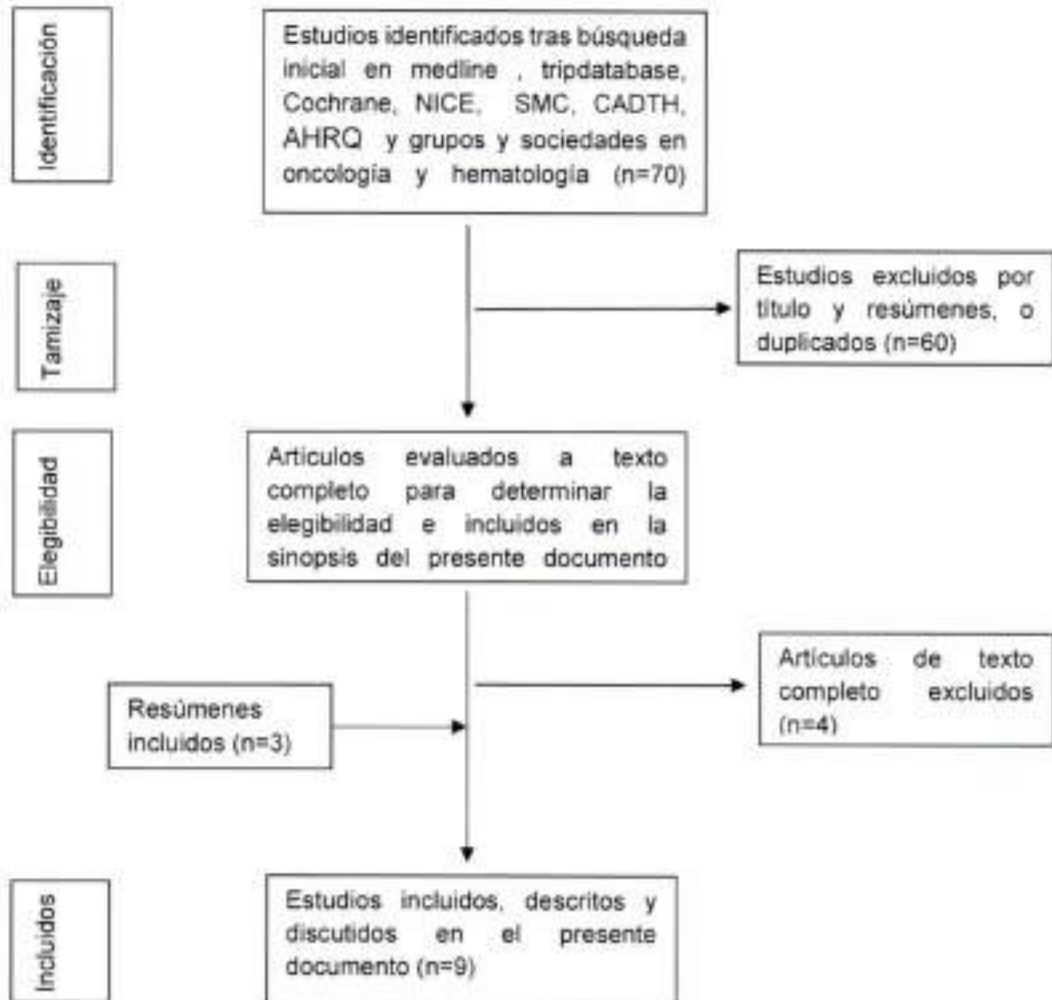 Identificación
Estudios identificados tras búsqueda
inicial en medline , tripdatabase,
Cochrane, NICE, SMC, CADTH,
AHRQ y grupos y sociedades en
oncología y hematología (n=70)
Tamizaje
Estudios excluidos por
título y resúmenes, o
duplicados (n=60)
Elegibilidad
Artículos evaluados a texto
completo para determinar la
elegibilidad e incluidos en la
sinopsis del presente documento
Artículos de texto
completo excluidos
(n=4)
Resúmenes
incluidos (n=3)
Incluidos
Estudios incluidos, descritos y
discutidos en el presente
documento (n=9)